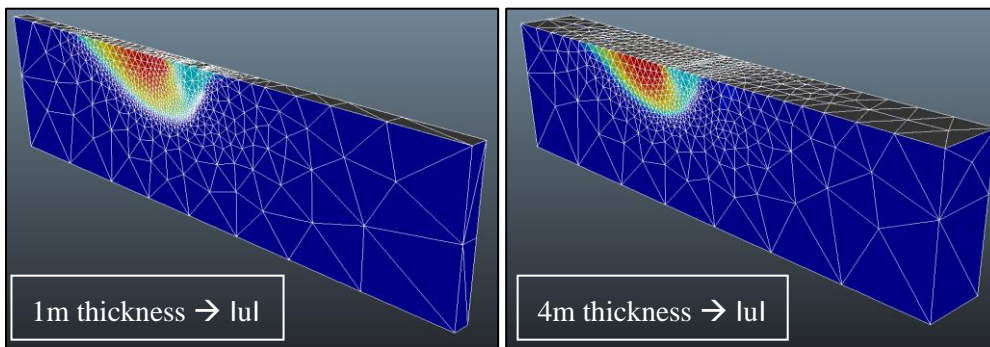 1m thickness → |u|
4m thickness → |u|